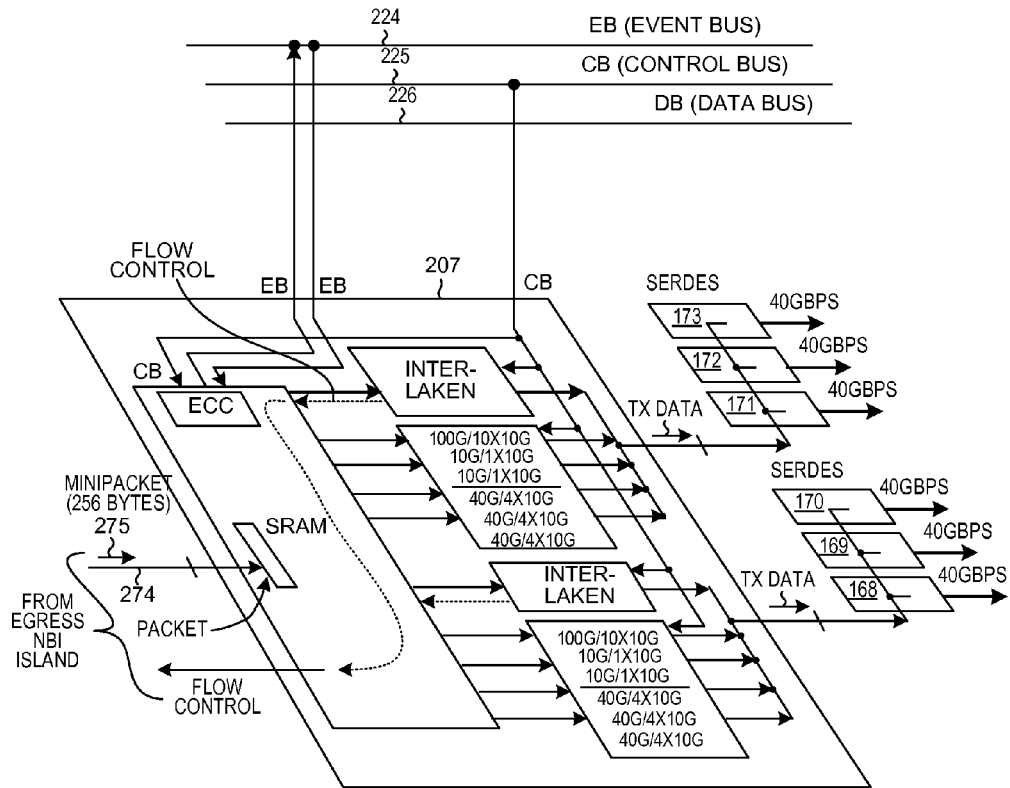 224
EB (EVENT BUS)
225
CB (CONTROL BUS)
226
DB (DATA BUS)
FLOW
CONTROL
EB
EB
207
CB
SERDES
173
40GBPS
172
40GBPS
171
40GBPS
TX DATA
CB
ECC
INTER-
LAKEN
100G/10X10G
10G/1X10G
10G/1X10G
40G/4X10G
40G/4X10G
40G/4X10G
SERDES
170
40GBPS
169
40GBPS
168
40GBPS
TX DATA
MINIPACKET
(256 BYTES)
275
274
SRAM
FROM
EGRESS
NBI
ISLAND
PACKET
FLOW
CONTROL
INTER-
LAKEN
100G/10X10G
10G/1X10G
10G/1X10G
40G/4X10G
40G/4X10G
40G/4X10G